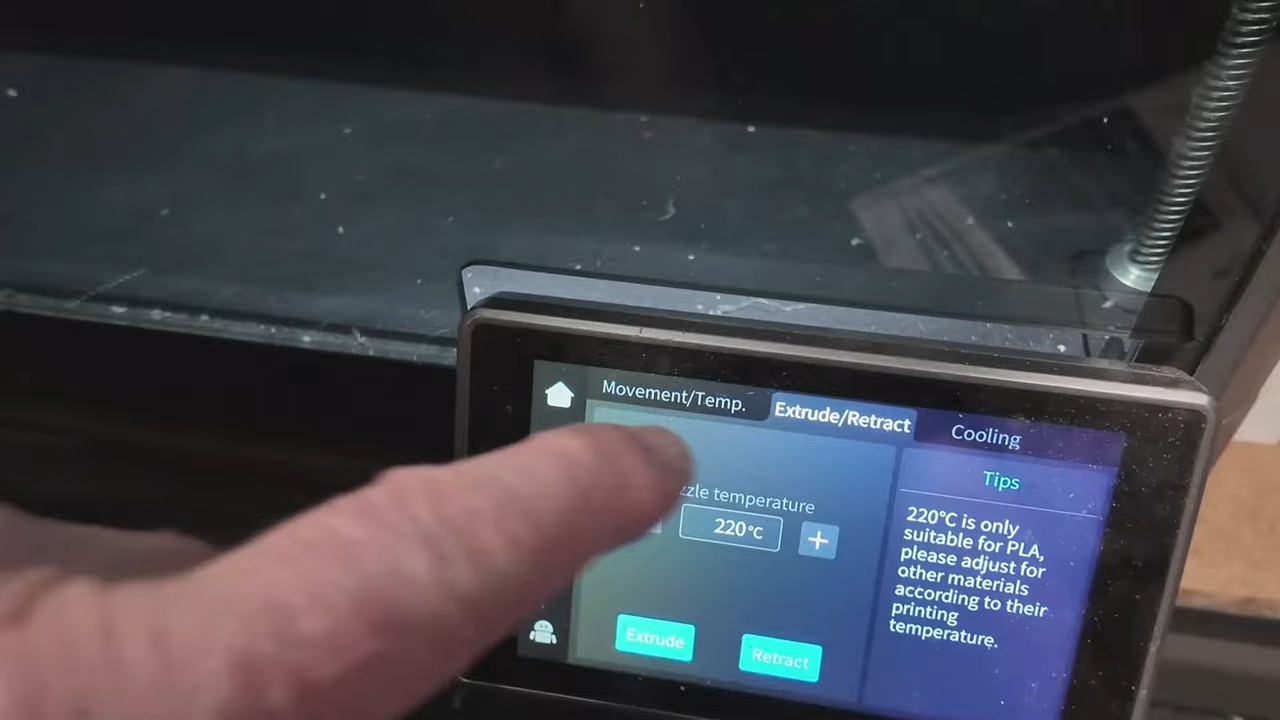 Movement/Temp.
Extrude/Retract
Cooling
Tips
zzle temperature
220℃
+
220℃ is only
suitable for PLA,
please adjust for
other materials
according to their
printing
temperature.
Extrude
Retract